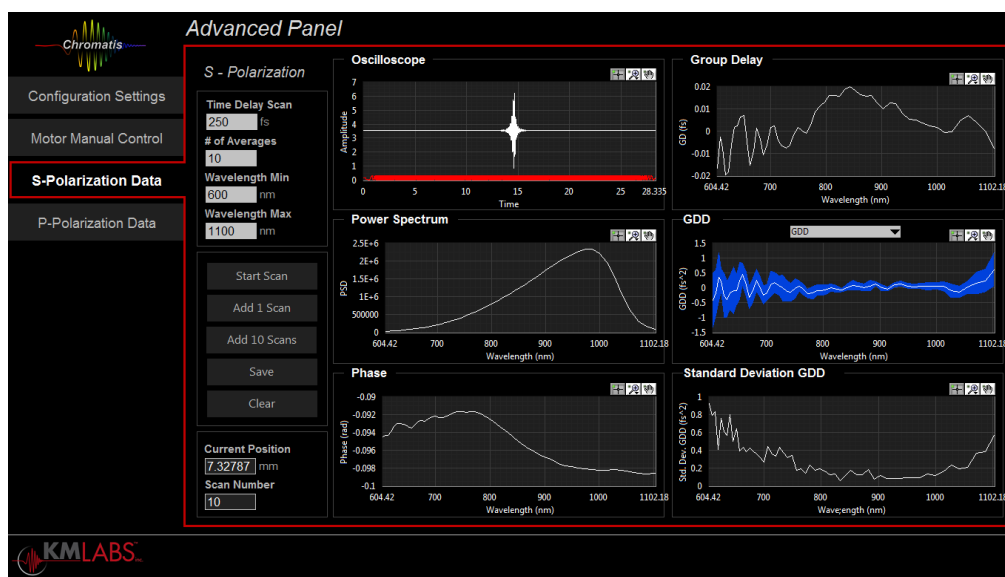 Chromatis
Advanced Panel
Configuration Settings
Motor Manual Control
S-Polarization Data
P-Polarization Data
S - Polarization
Time Delay Scan
250 fs
# of Averages
10
Wavelength Min
600 nm
Wavelength Max
1100 nm
Start Scan
Add 1 Scan
Add 10 Scans
Save
Clear
Current Position
7.32787 mm
Scan Number
10
Oscilloscope
Amplitude
7
6
5
4
3
2
1
0
0 5 10 15 20 25 28.335
Time
Group Delay
GD (fs)
0.02
0.01
0
-0.01
-0.02
604.42 700 800 900 1000 1102.18
Wavelength (nm)
Power Spectrum
PSD
2.5E+6
2E+6
1.5E+6
1E+6
500000
0
604.42 700 800 900 1000 1102.18
Wavelength (nm)
GDD
GDD
GDD (fs^2)
1.5
1
0.5
0
-0.5
-1
-1.5
604.42 700 800 900 1000 1102.18
Wavelength (nm)
Phase
Phase (rad)
-0.09
-0.092
-0.094
-0.096
-0.098
-0.1
604.42 700 800 900 1000 1102.18
Wavelength (nm)
Standard Deviation GDD
Std. Dev. GDD (fs^2)
1
0.8
0.6
0.4
0.2
0
604.42 700 800 900 1000 1102.18
Wave;ength (nm)
KMLABS